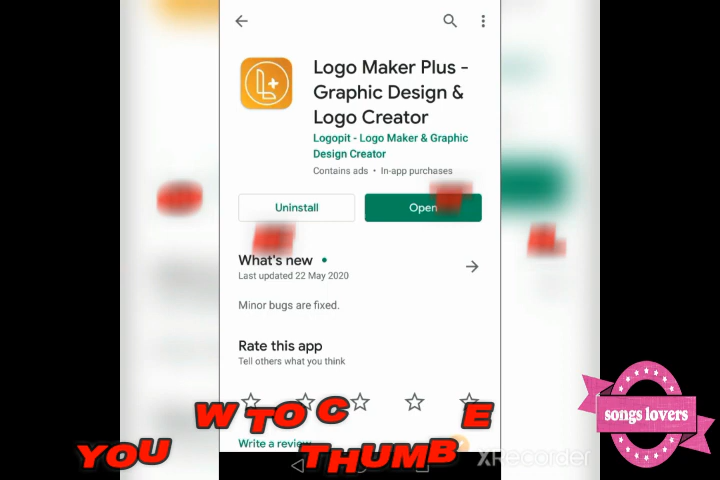 Logo Maker Plus -
Graphic Design &
Logo Creator
Logopit - Logo Maker & Graphic
Design Creator
Contains ads • In-app purchases
Uninstall
Open
What's new •
Last updated 22 May 2020
Minor bugs are fixed.
Rate this app
Tell others what you think
W TO C E
songs lovers
Write a review
YOU THUMB
XRecorder